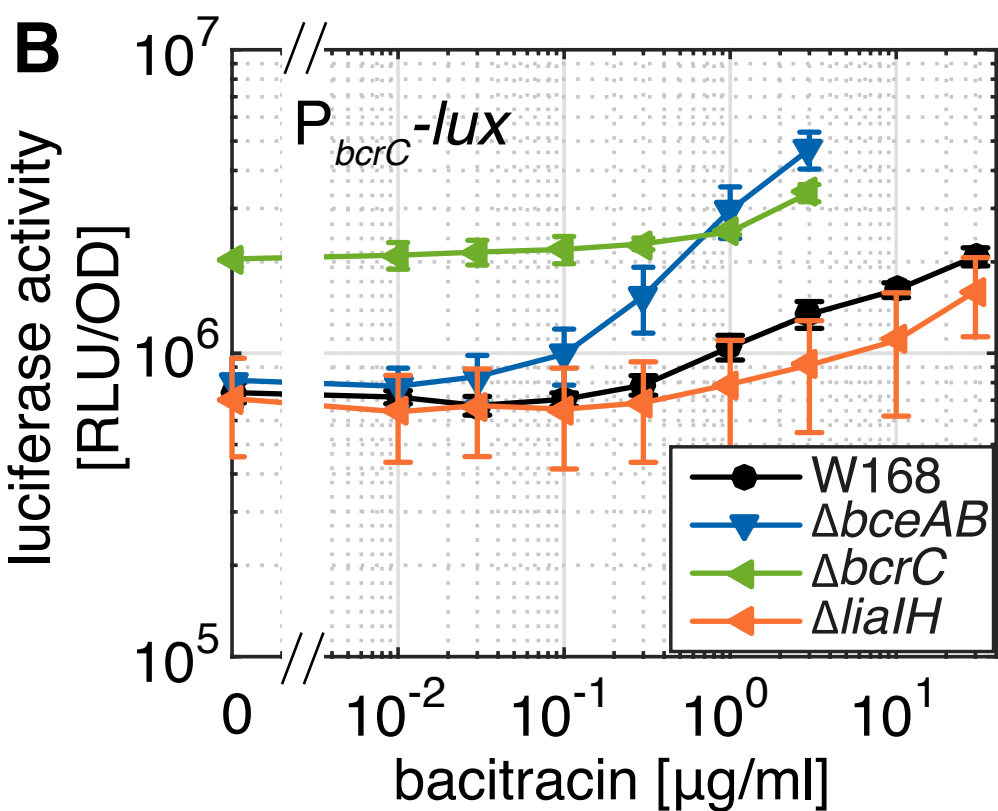 B
10^7
P_bcrC-lux
luciferase activity
[RLU/OD]
10^6
W168
ΔbceAB
ΔbcrC
ΔliaIH
10^5
0 10^-2 10^-1 10^0 10^1
bacitracin [µg/ml]